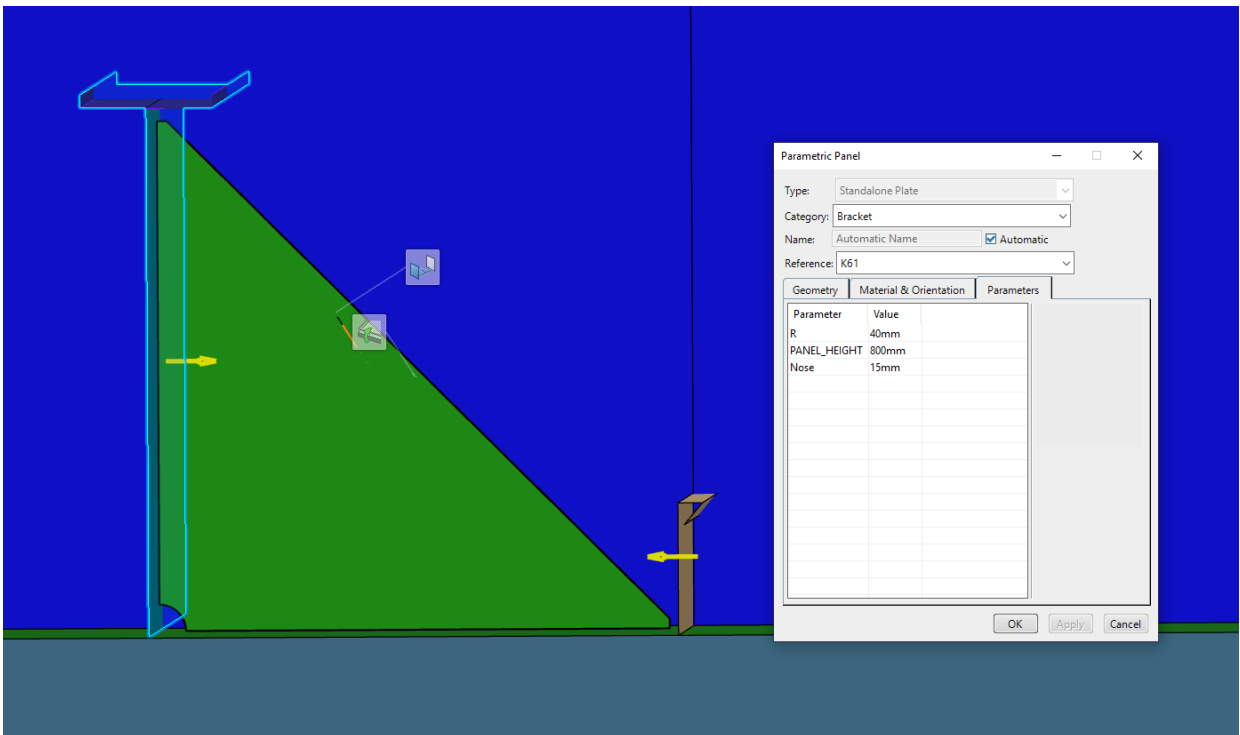 Parametric Panel
Type: Standalone Plate
Category: Bracket
Name: Automatic Name Automatic
Reference: K61
Geometry Material & Orientation Parameters
Parameter Value
R 40mm
PANEL_HEIGHT 800mm
Nose 15mm
OK Apply Cancel